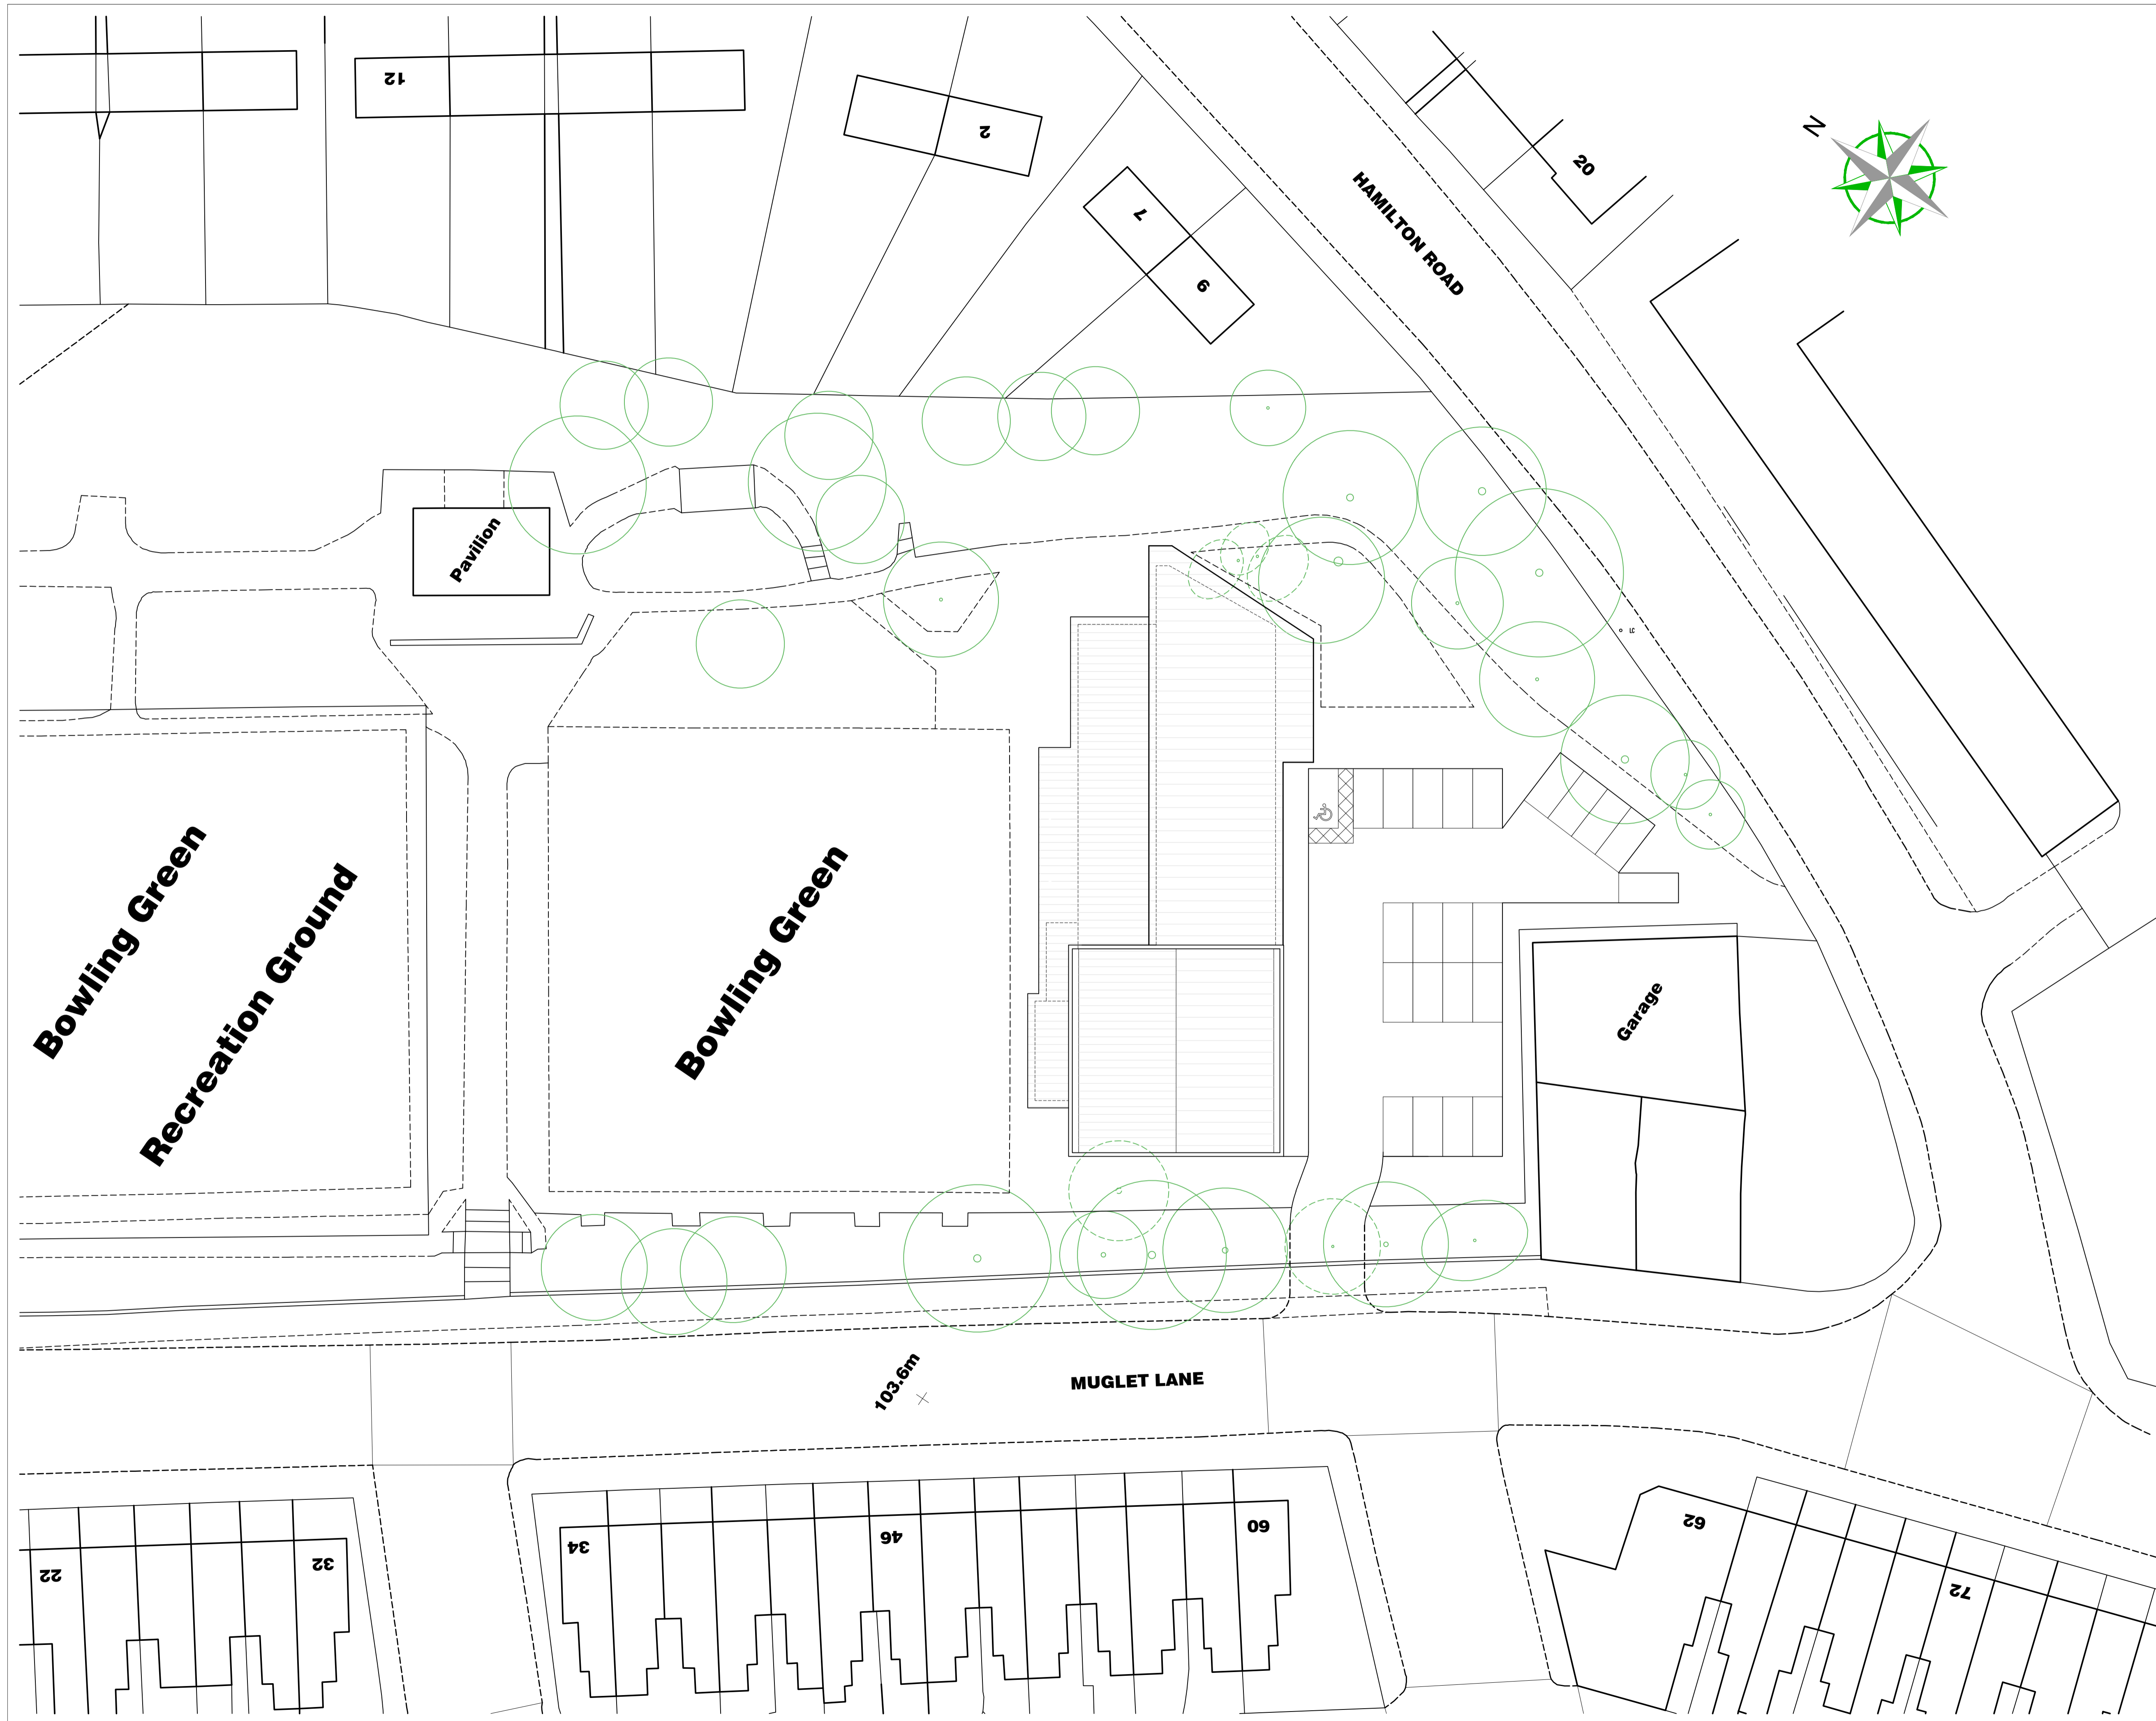 N
12
2
7
9
20
HAMILTON ROAD
Pavilion
Bowling Green
Recreation Ground
Bowling Green
Garage
103.6m
MUGLET LANE
22
32
34
46
60
62
72